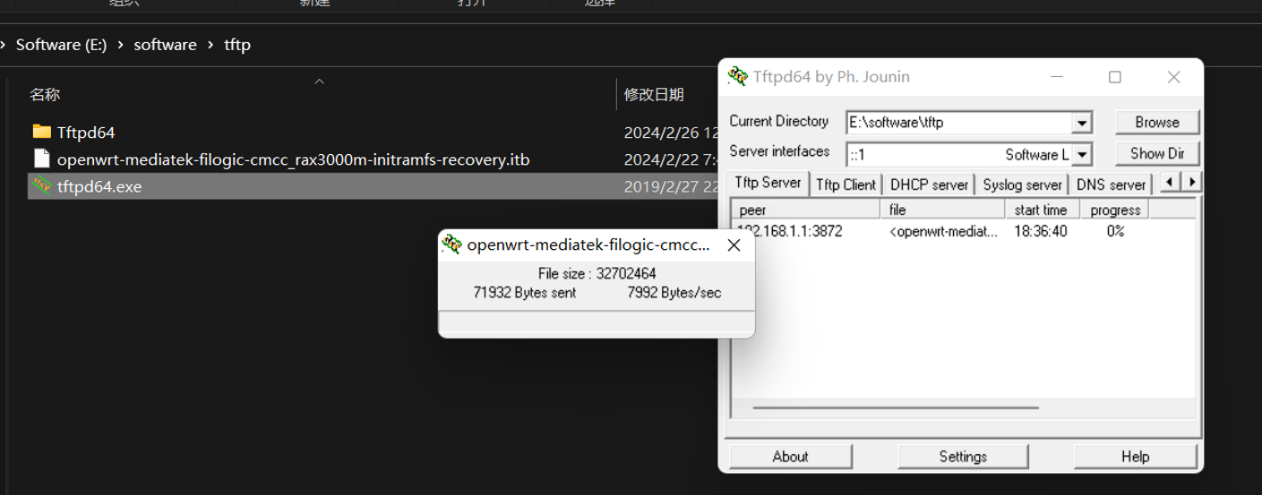 组织 新建 打开 选择
Software (E:) › software › tftp
名称 修改日期
Tftpd64 2024/2/26 12
openwrt-mediatek-filogic-cmcc_rax3000m-initramfs-recovery.itb 2024/2/22 7:
tftpd64.exe 2019/2/27 22
Tftpd64 by Ph. Jounin
Current Directory E:\software\tftp Browse
Server interfaces ::1 Software L Show Dir
Tftp Server Tftp Client DHCP server Syslog server DNS server
peer file start time progress
192.168.1.1:3872 <openwrt-mediat... 18:36:40 0%
About Settings Help
openwrt-mediatek-filogic-cmcc...
File size : 32702464
71932 Bytes sent 7992 Bytes/sec